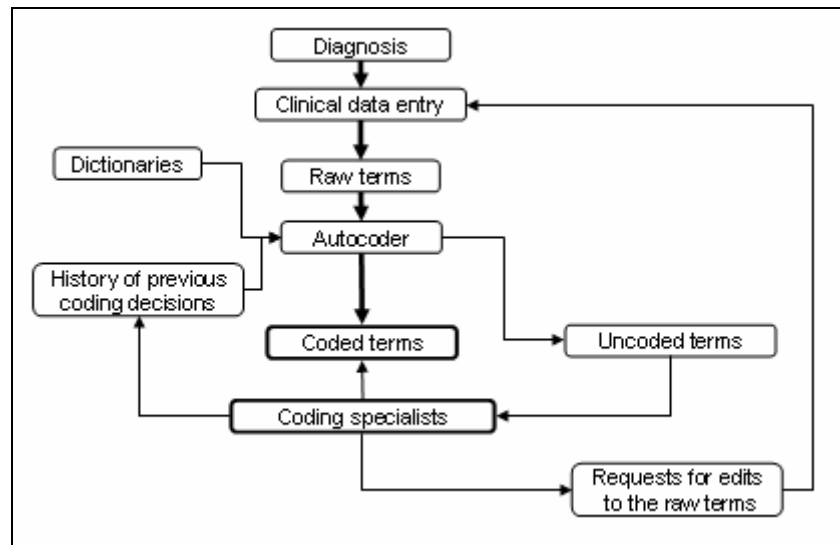 Diagnosis
Clinical data entry
Dictionaries
Raw terms
Autocoder
History of previous
coding decisions
Coded terms
Uncoded terms
Coding specialists
Requests for edits
to the raw terms